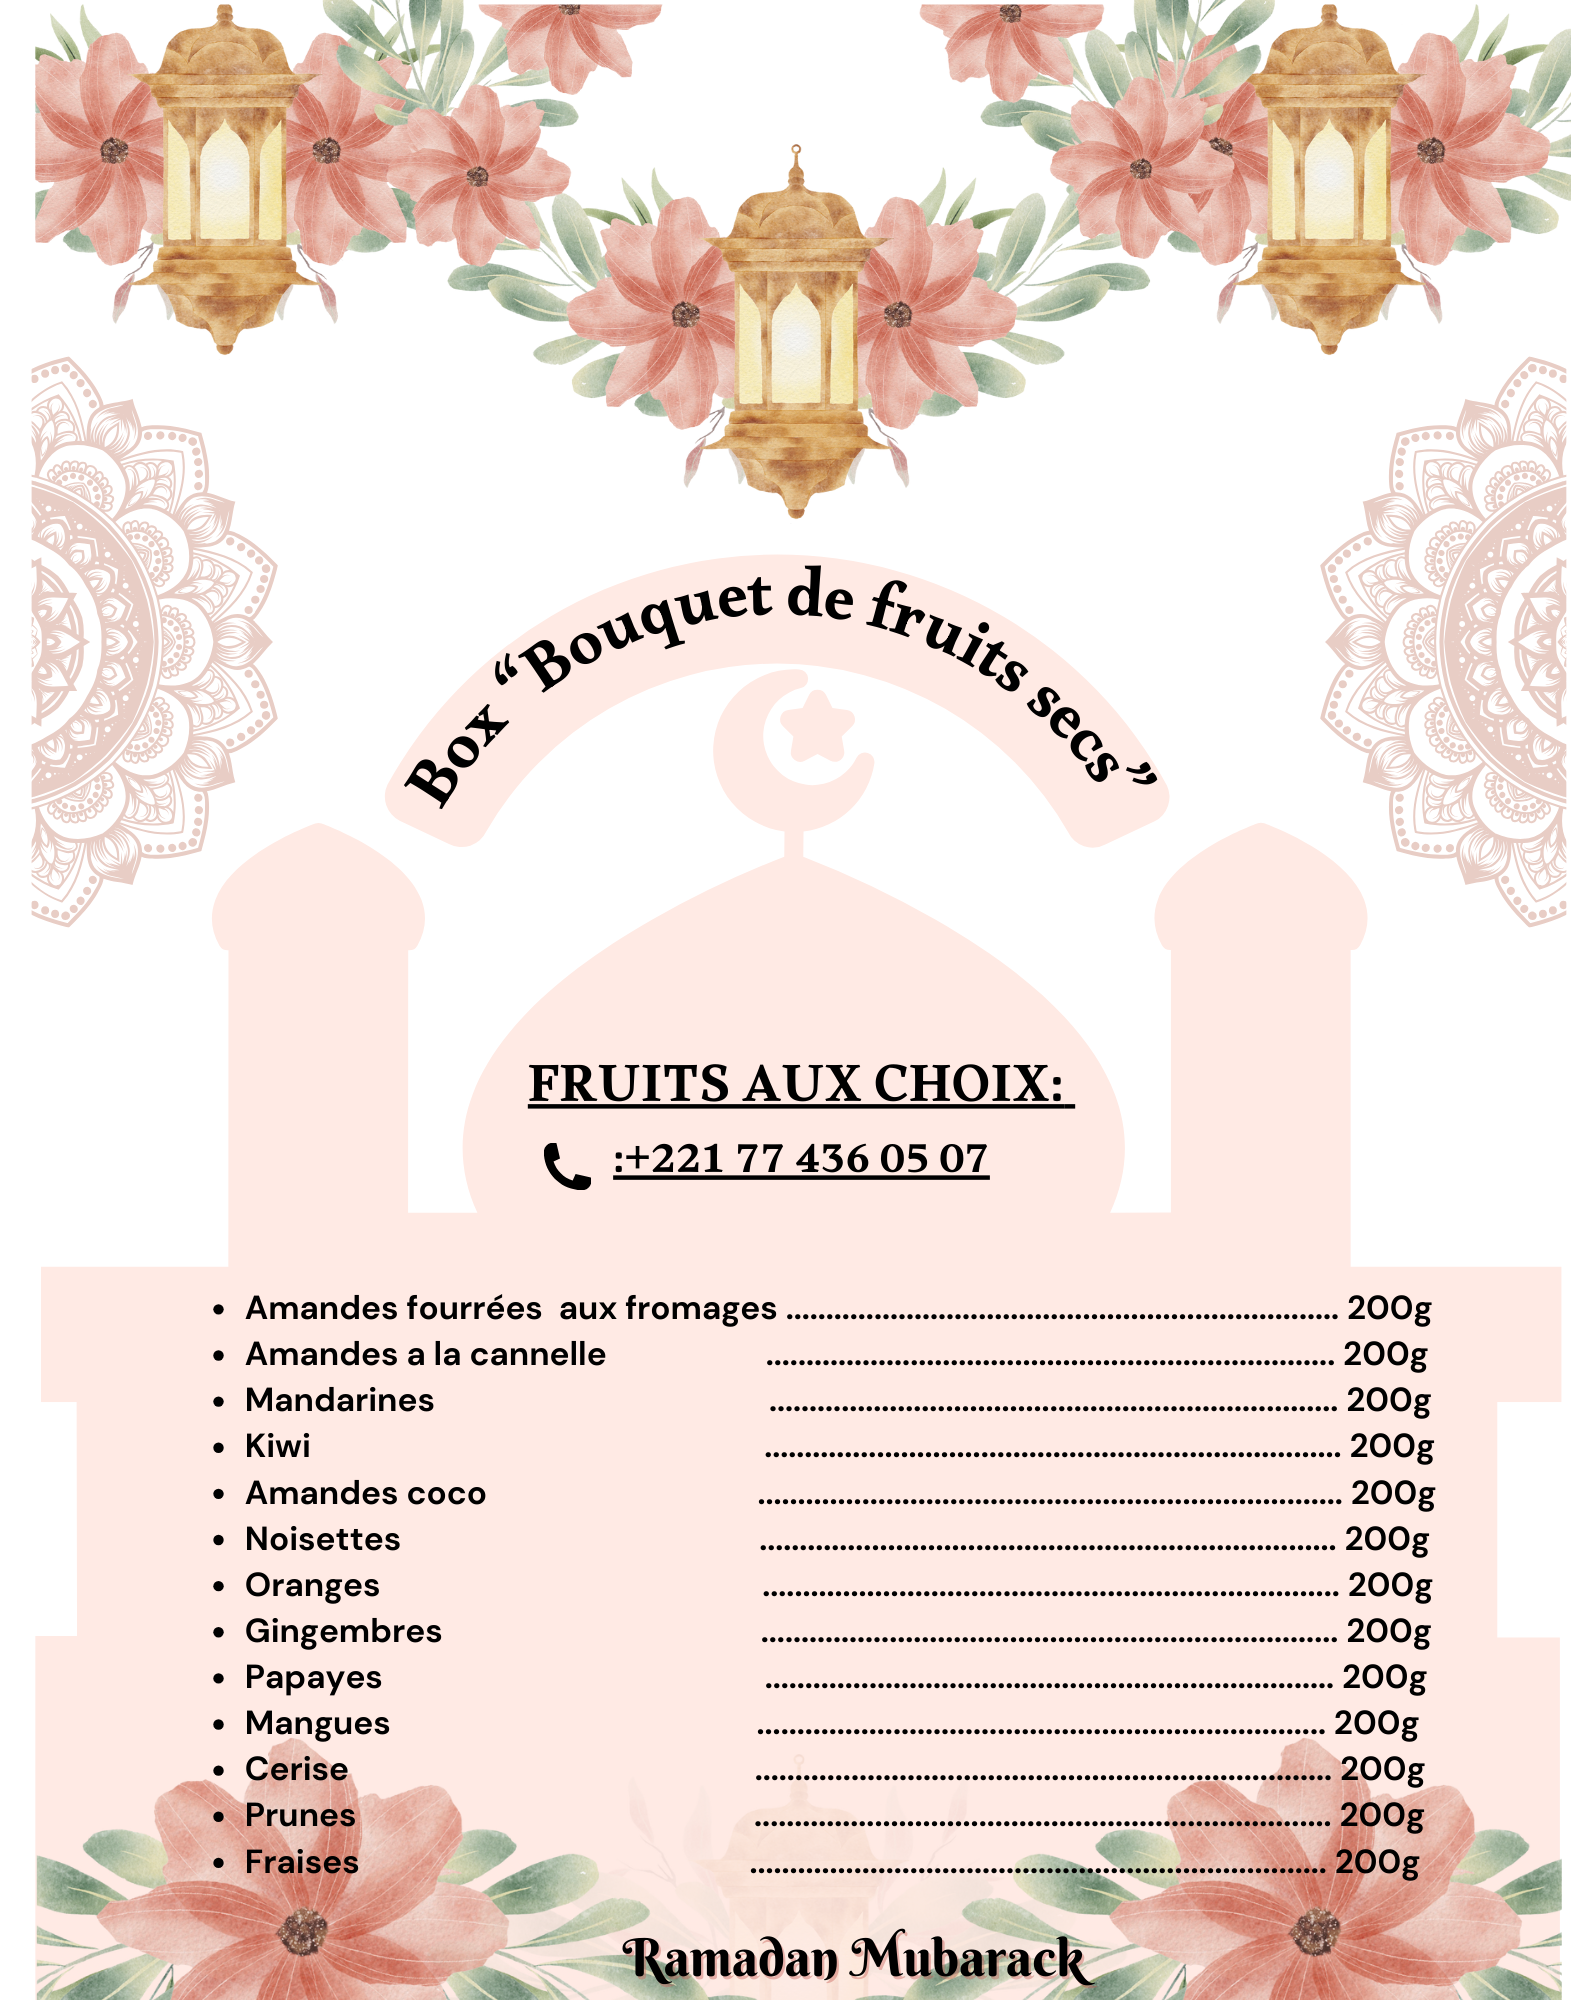 Box “Bouquet de fruits secs”
FRUITS AUX CHOIX:
:+221 77 436 05 07
• Amandes fourrées aux fromages ..................................................................... 200g
• Amandes a la cannelle ....................................................................... 200g
• Mandarines ....................................................................... 200g
• Kiwi ........................................................................ 200g
• Amandes coco ......................................................................... 200g
• Noisettes ........................................................................ 200g
• Oranges ........................................................................ 200g
• Gingembres ........................................................................ 200g
• Papayes ....................................................................... 200g
• Mangues ....................................................................... 200g
• Cerise ........................................................................ 200g
• Prunes ........................................................................ 200g
• Fraises ........................................................................ 200g
Ramadan Mubarack